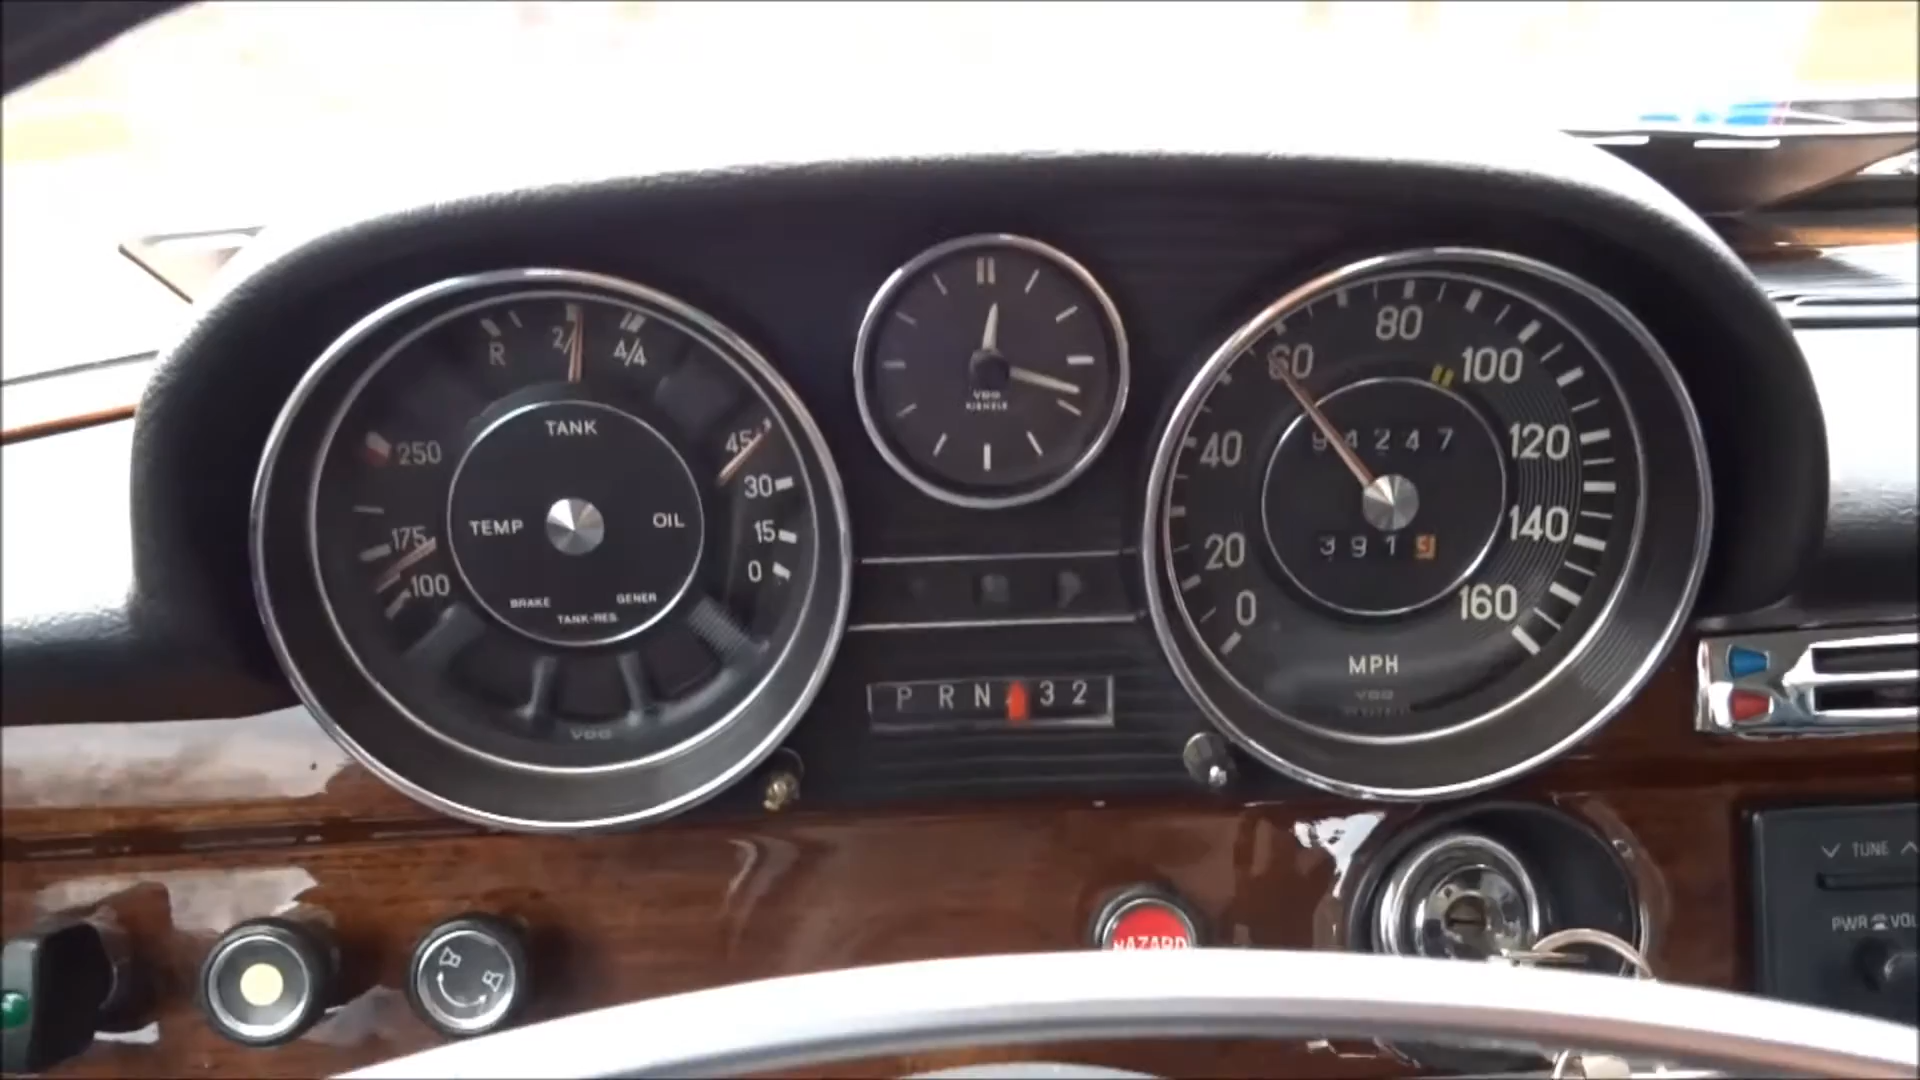 R 2/ 4/4
TANK
250
TEMP
175
100
OIL
45
30
15
0
BRAKE
GENER
TANK-RES.
VDO
VDO
KIENZLE
P R N 3 2
0
20
40
60
80
100
120
140
160
94247
3919
MPH
VDO
HAZARD
TUNE
PWR VOL